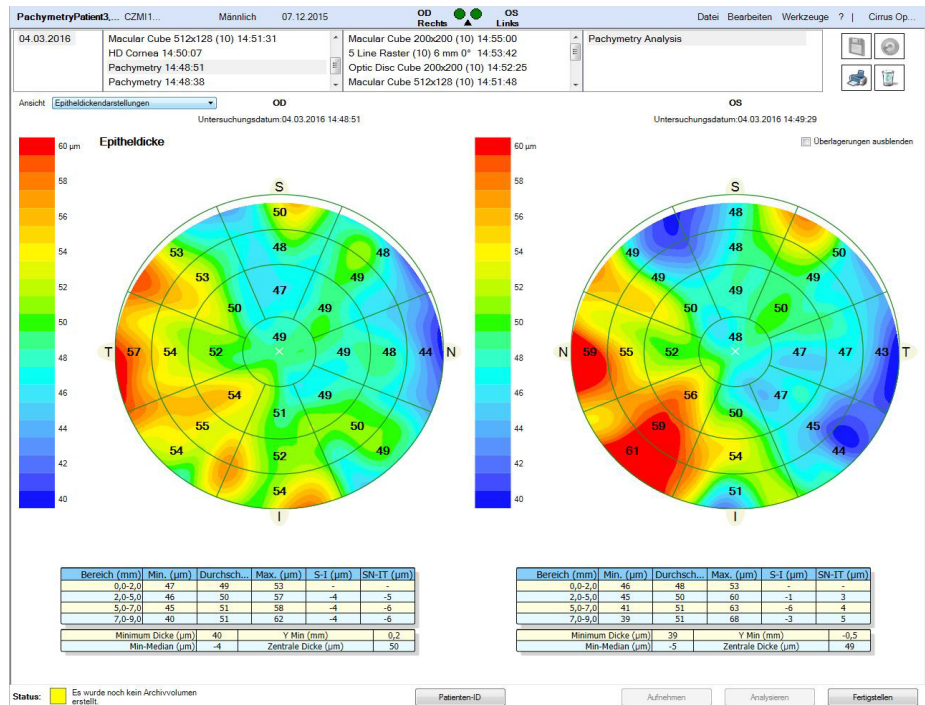 PachymetryPatient3,... CZMI1... Männlich 07.12.2015 OD Rechts OS Links Datei Bearbeiten Werkzeuge ? | Cirrus Op...
04.03.2016
Macular Cube 512x128 (10) 14:51:31
HD Cornea 14:50:07
Pachymetry 14:48:51
Pachymetry 14:48:38
Macular Cube 200x200 (10) 14:55:00
5 Line Raster (10) 6 mm 0° 14:53:42
Optic Disc Cube 200x200 (10) 14:52:25
Macular Cube 512x128 (10) 14:51:48
Pachymetry Analysis
Ansicht Epitheldickendarstellungen
OD
Untersuchungsdatum:04.03.2016 14:48:51
Epitheldicke
60 µm
58
56
54
52
50
48
46
44
42
40
S
50
48
53 48
53 49
47
50 49
49
T 57 54 52 49 48 44 N
54 49
51
55 50
54 52 49
54
I
Bereich (mm) Min. (µm) Durchsch... Max. (µm) S-I (µm) SN-IT (µm)
0,0-2,0 47 49 53 - -
2,0-5,0 46 50 57 -4 -5
5,0-7,0 45 51 58 -4 -6
7,0-9,0 40 51 62 -4 -6
Minimum Dicke (µm) 40 Y Min (mm) 0,2
Min-Median (µm) -4 Zentrale Dicke (µm) 50
OS
Untersuchungsdatum:04.03.2016 14:49:29
Überlagerungen ausblenden
60 µm
58
56
54
52
50
48
46
44
42
40
S
48
48
49 50
49 49
49
50 50
48
N 59 55 52 47 47 43 T
56 47
50
59 45
61 54 44
51
I
Bereich (mm) Min. (µm) Durchsch... Max. (µm) S-I (µm) SN-IT (µm)
0,0-2,0 46 48 53 - -
2,0-5,0 45 50 60 -1 3
5,0-7,0 41 51 63 -6 4
7,0-9,0 39 51 68 -3 5
Minimum Dicke (µm) 39 Y Min (mm) -0,5
Min-Median (µm) -5 Zentrale Dicke (µm) 49
Status: Es wurde noch kein Archivvolumen
erstellt.
Patienten-ID Aufnehmen Analysieren Fertigstellen